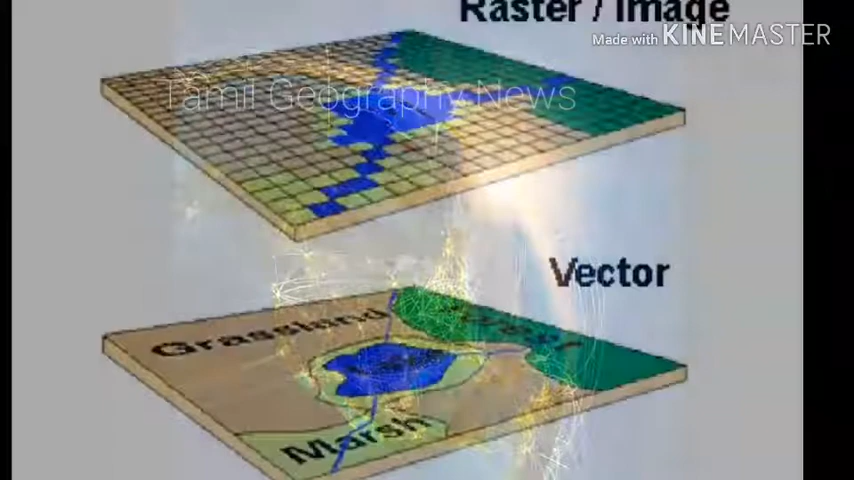 Raster / Image
Made with KINEMASTER
Tamil Geography News
Vector
Grassland
Marsh